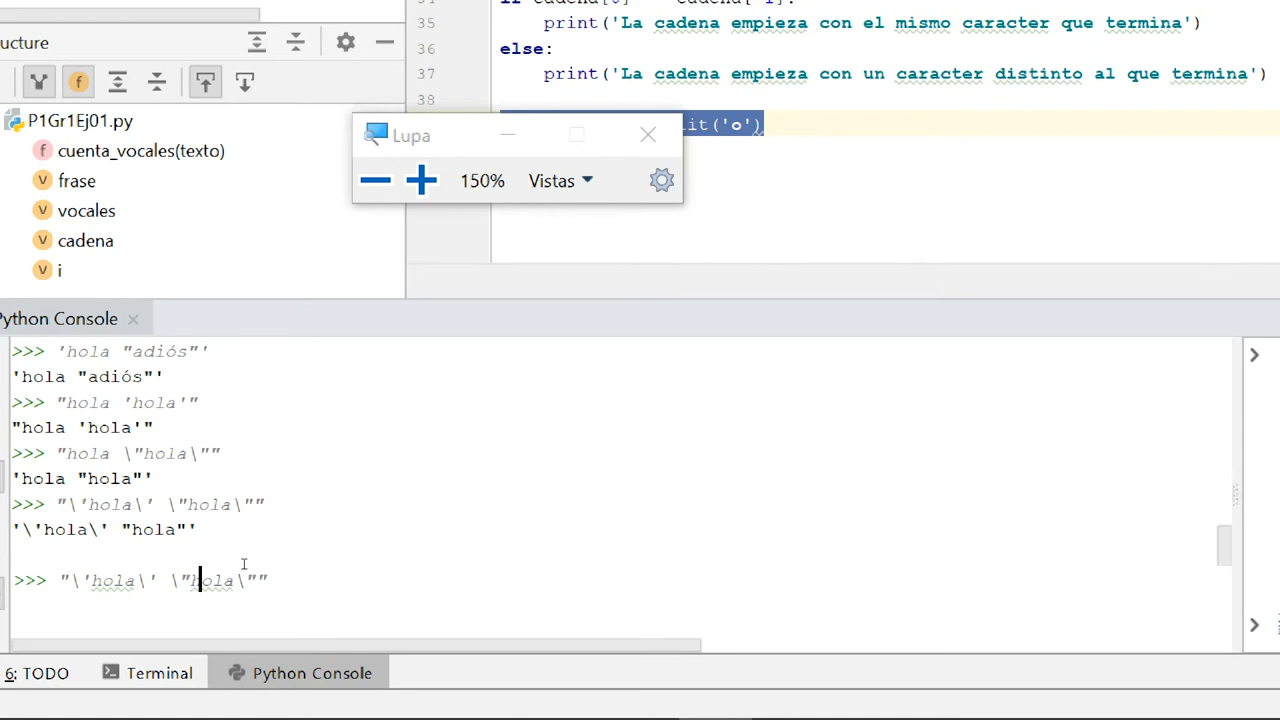 ucture
P1Gr1Ej01.py
cuenta_vocales(texto)
frase
vocales
cadena
i
35 print('La cadena empieza con el mismo caracter que termina')
36 else:
37 print('La cadena empieza con un caracter distinto al que termina')
38
it('o')
Lupa
150% Vistas
Python Console
>>> 'hola "adiós"'
'hola "adiós"'
>>> "hola 'hola'"
"hola 'hola'"
>>> "hola \"hola\""
'hola "hola"'
>>> "\'hola\' \"hola\""
'\'hola\' "hola"'
>>> "\'hola\' \"hola\""
6: TODO Terminal Python Console